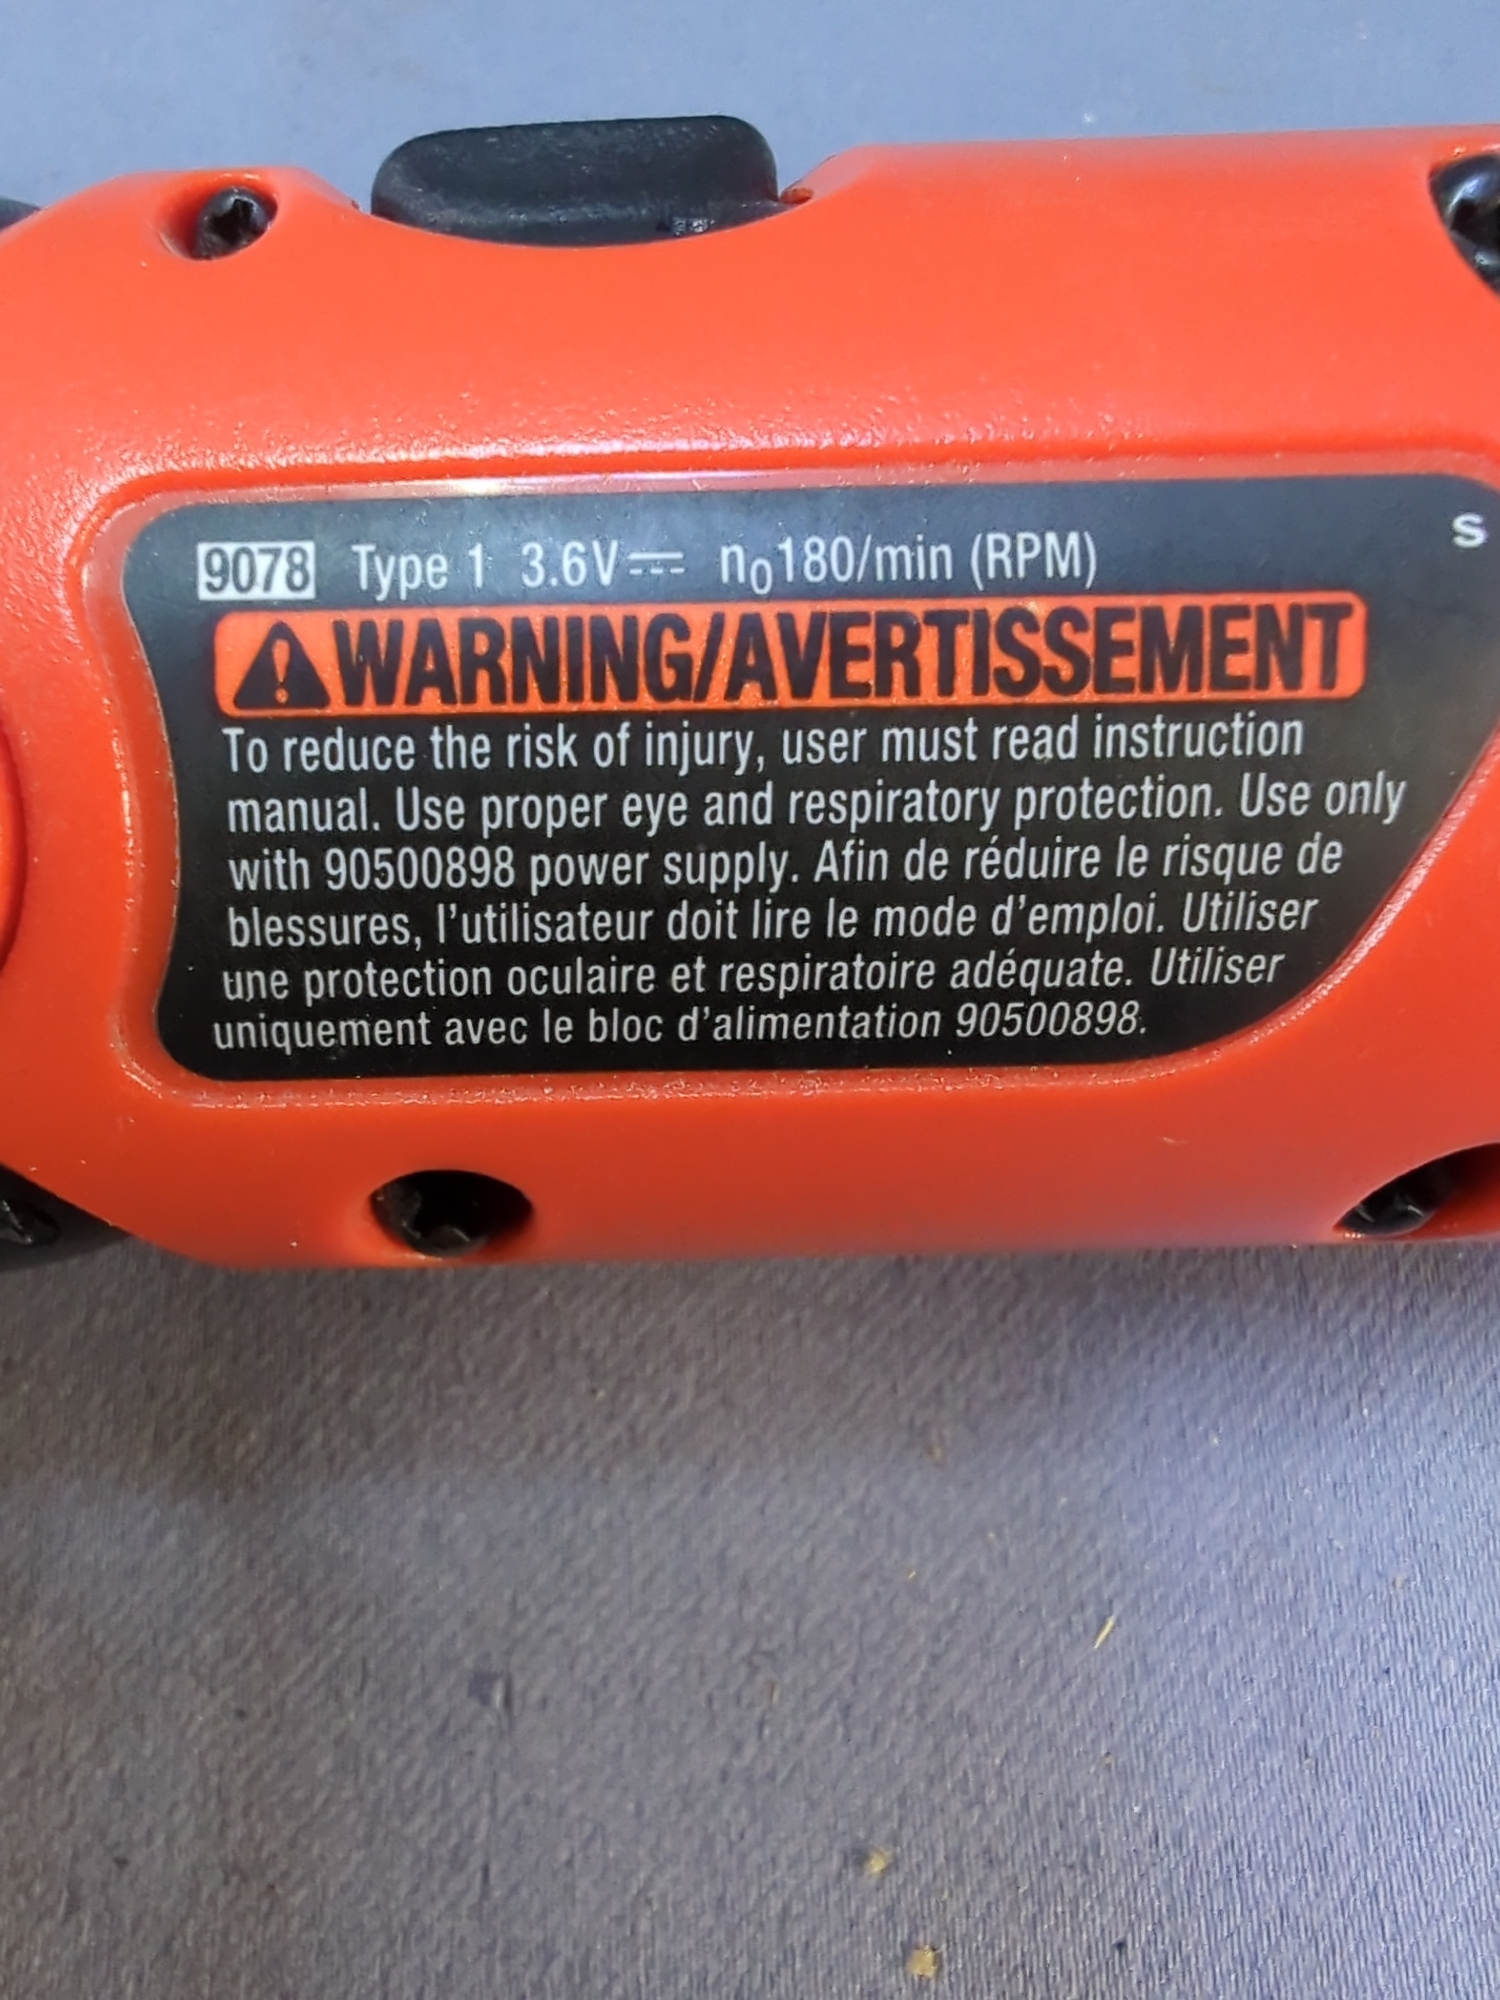 9078 Type 1 3.6V⎓ n₀180/min (RPM) S
⚠WARNING/AVERTISSEMENT
To reduce the risk of injury, user must read instruction
manual. Use proper eye and respiratory protection. Use only
with 90500898 power supply. Afin de réduire le risque de
blessures, l'utilisateur doit lire le mode d'emploi. Utiliser
une protection oculaire et respiratoire adéquate. Utiliser
uniquement avec le bloc d'alimentation 90500898.